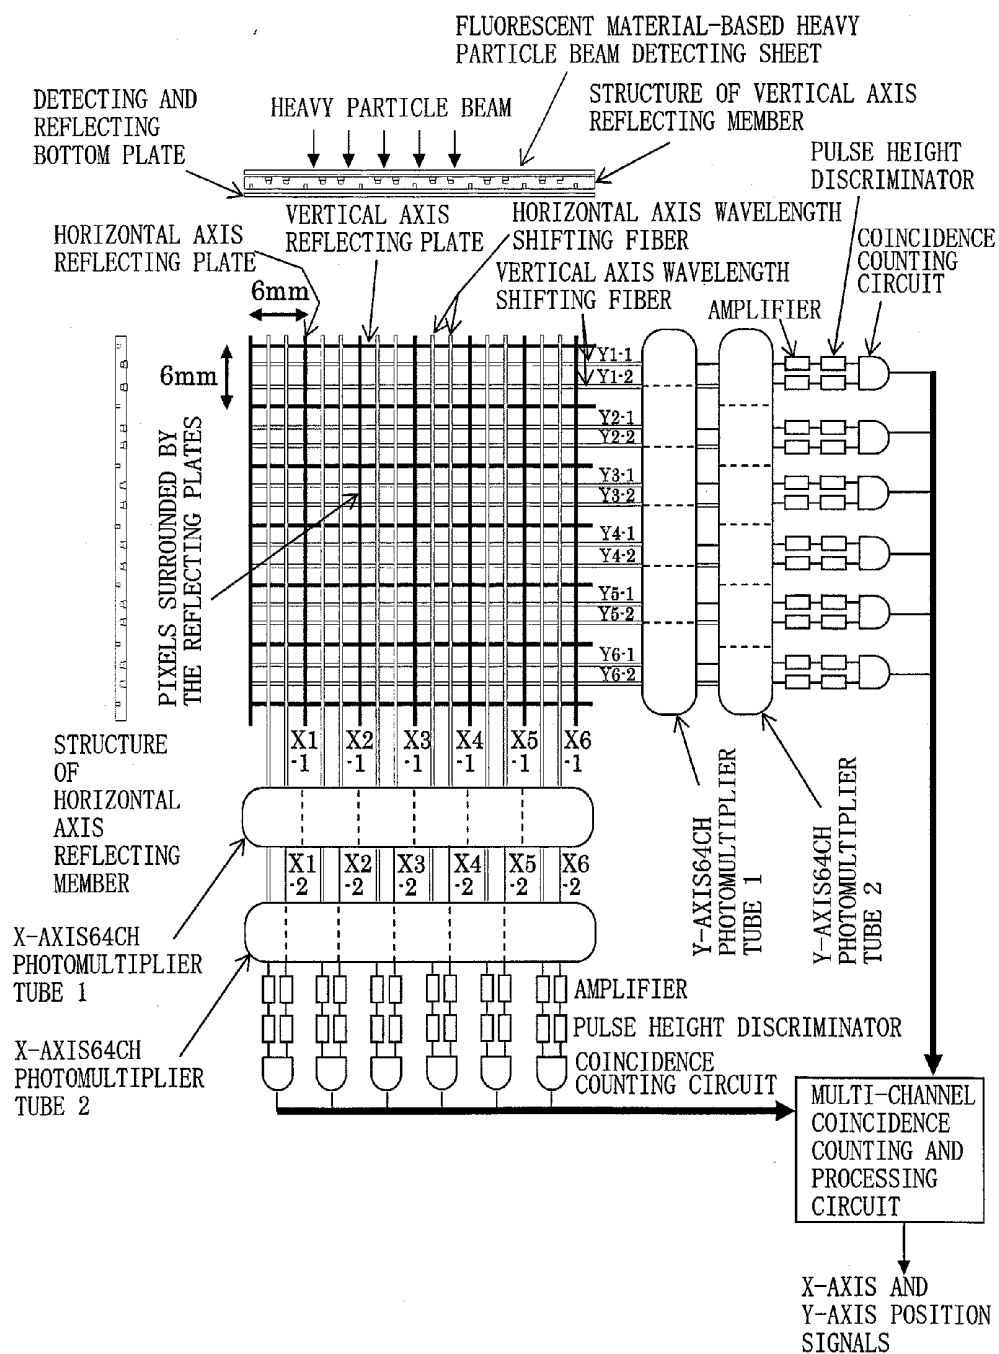 FLUORESCENT MATERIAL-BASED HEAVY
PARTICLE BEAM DETECTING SHEET
DETECTING AND
REFLECTING
BOTTOM PLATE
HEAVY PARTICLE BEAM
STRUCTURE OF VERTICAL AXIS
REFLECTING MEMBER
PULSE HEIGHT
DISCRIMINATOR
HORIZONTAL AXIS
REFLECTING PLATE
VERTICAL AXIS
REFLECTING PLATE
HORIZONTAL AXIS WAVELENGTH
SHIFTING FIBER
VERTICAL AXIS WAVELENGTH
SHIFTING FIBER
COINCIDENCE
COUNTING
CIRCUIT
AMPLIFIER
6mm
6mm
PIXELS SURROUNDED BY
THE REFLECTING PLATES
Y1-1
Y1-2
Y2-1
Y2-2
Y3-1
Y3-2
Y4-1
Y4-2
Y5-1
Y5-2
Y6-1
Y6-2
STRUCTURE
OF
HORIZONTAL
AXIS
REFLECTING
MEMBER
X1 X2 X3 X4 X5 X6
-1 -1 -1 -1 -1 -1
X1 X2 X3 X4 X5 X6
-2 -2 -2 -2 -2 -2
Y-AXIS64CH
PHOTOMULTIPLIER
TUBE 1
Y-AXIS64CH
PHOTOMULTIPLIER
TUBE 2
X-AXIS64CH
PHOTOMULTIPLIER
TUBE 1
X-AXIS64CH
PHOTOMULTIPLIER
TUBE 2
AMPLIFIER
PULSE HEIGHT DISCRIMINATOR
COINCIDENCE
COUNTING CIRCUIT
MULTI-CHANNEL
COINCIDENCE
COUNTING AND
PROCESSING
CIRCUIT
X-AXIS AND
Y-AXIS POSITION
SIGNALS